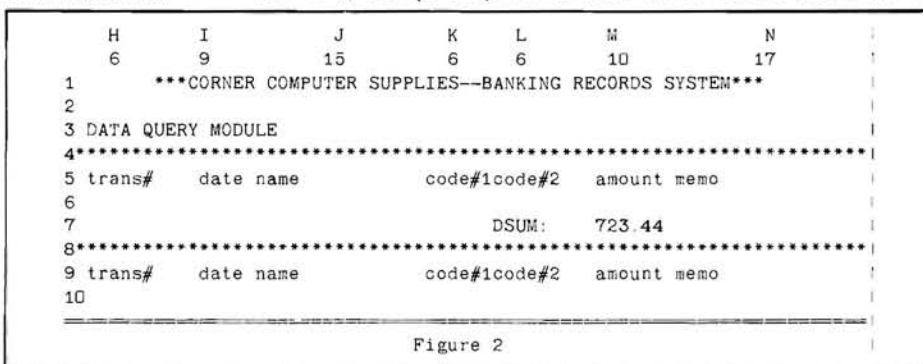 H I J K L M N
6 9 15 6 6 10 17
1 ***CORNER COMPUTER SUPPLIES--BANKING RECORDS SYSTEM***
2
3 DATA QUERY MODULE
4**********************************************************************
5 trans# date name code#1code#2 amount memo
6
7 DSUM: 723.44
8**********************************************************************
9 trans# date name code#1code#2 amount memo
10
Figure 2